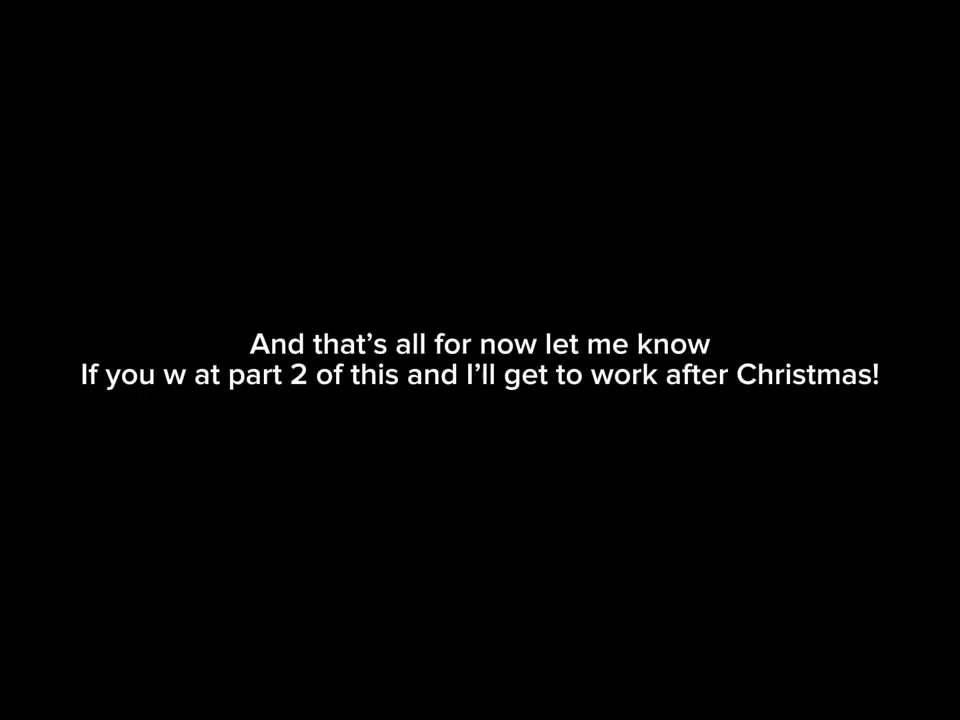 And that’s all for now let me know
If you w at part 2 of this and I’ll get to work after Christmas!